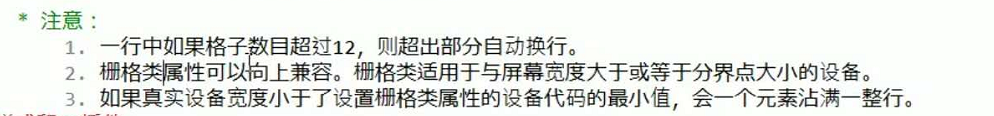 * 注意：
1. 一行中如果格子数目超过12，则超出部分自动换行。
2. 栅格类属性可以向上兼容。栅格类适用于与屏幕宽度大于或等于分界点大小的设备。
3. 如果真实设备宽度小于了设置栅格类属性的设备代码的最小值，会一个元素沾满一整行。